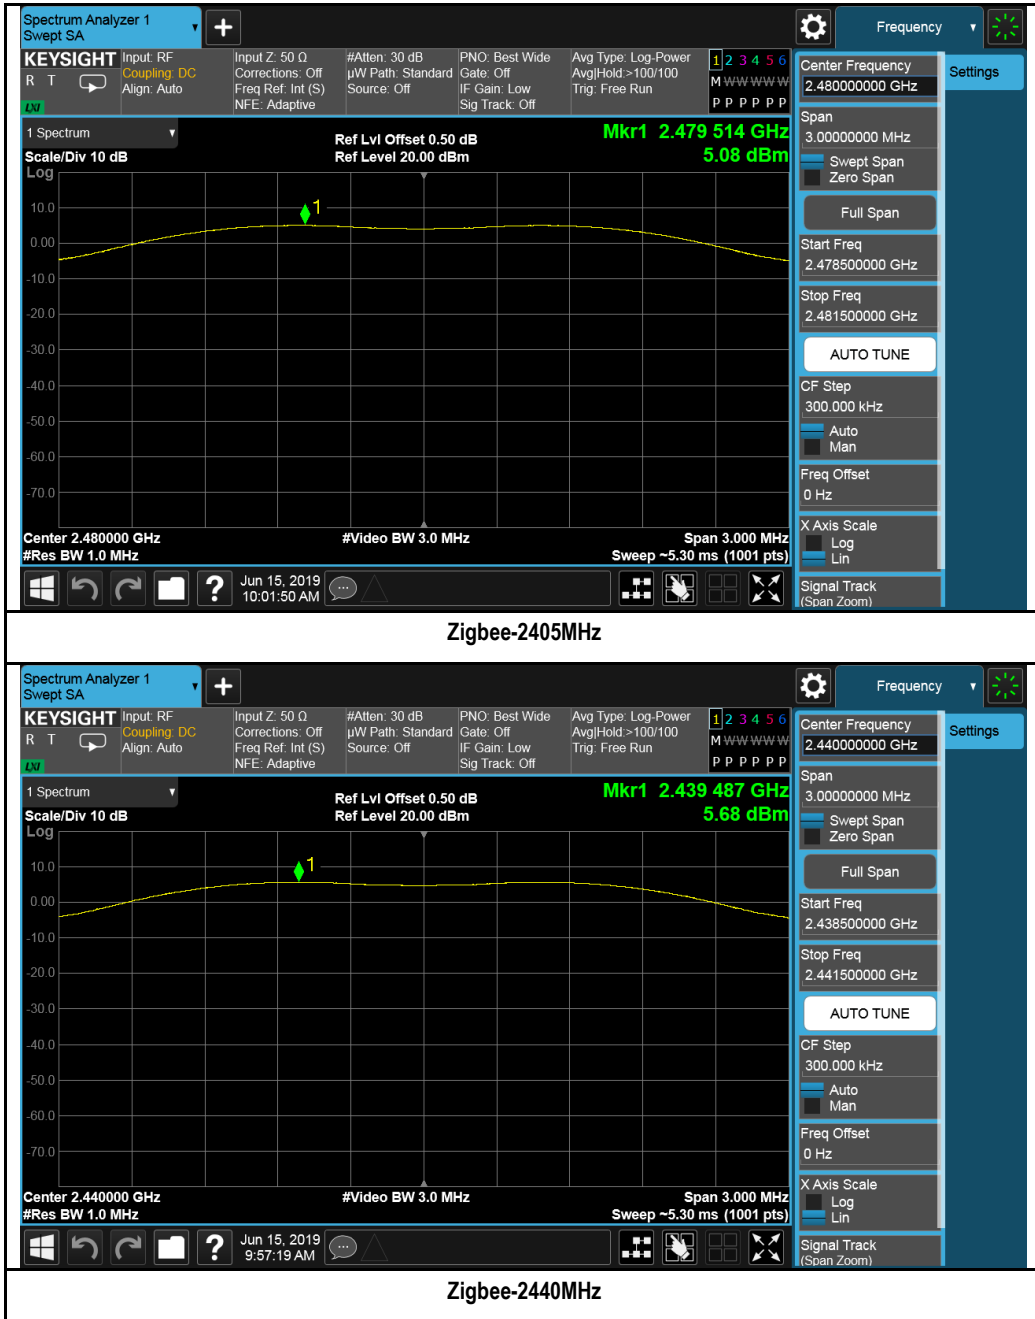 Spectrum Analyzer 1
Swept SA
Frequency
KEYSIGHT
R T
LXI
Input: RF
Coupling: DC
Align: Auto
Input Z: 50 Ω
Corrections: Off
Freq Ref: Int (S)
NFE: Adaptive
#Atten: 30 dB
µW Path: Standard
Source: Off
PNO: Best Wide
Gate: Off
IF Gain: Low
Sig Track: Off
Avg Type: Log-Power
Avg|Hold:>100/100
Trig: Free Run
1 2 3 4 5 6
M W W W W W
P P P P P P
1 Spectrum
Scale/Div 10 dB
Log
Ref Lvl Offset 0.50 dB
Ref Level 20.00 dBm
Mkr1 2.479 514 GHz
5.08 dBm
1
10.0
0.00
-10.0
-20.0
-30.0
-40.0
-50.0
-60.0
-70.0
Center 2.480000 GHz
#Res BW 1.0 MHz
#Video BW 3.0 MHz
Span 3.000 MHz
Sweep ~5.30 ms (1001 pts)
?
Jun 15, 2019
10:01:50 AM
Center Frequency
2.480000000 GHz
Span
3.00000000 MHz
Swept Span
Zero Span
Full Span
Start Freq
2.478500000 GHz
Stop Freq
2.481500000 GHz
AUTO TUNE
CF Step
300.000 kHz
Auto
Man
Freq Offset
0 Hz
X Axis Scale
Log
Lin
Signal Track
(Span Zoom)
Settings
Zigbee-2405MHz
Spectrum Analyzer 1
Swept SA
Frequency
KEYSIGHT
R T
LXI
Input: RF
Coupling: DC
Align: Auto
Input Z: 50 Ω
Corrections: Off
Freq Ref: Int (S)
NFE: Adaptive
#Atten: 30 dB
µW Path: Standard
Source: Off
PNO: Best Wide
Gate: Off
IF Gain: Low
Sig Track: Off
Avg Type: Log-Power
Avg|Hold:>100/100
Trig: Free Run
1 2 3 4 5 6
M W W W W W
P P P P P P
1 Spectrum
Scale/Div 10 dB
Log
Ref Lvl Offset 0.50 dB
Ref Level 20.00 dBm
Mkr1 2.439 487 GHz
5.68 dBm
1
10.0
0.00
-10.0
-20.0
-30.0
-40.0
-50.0
-60.0
-70.0
Center 2.440000 GHz
#Res BW 1.0 MHz
#Video BW 3.0 MHz
Span 3.000 MHz
Sweep ~5.30 ms (1001 pts)
?
Jun 15, 2019
9:57:19 AM
Center Frequency
2.440000000 GHz
Span
3.00000000 MHz
Swept Span
Zero Span
Full Span
Start Freq
2.438500000 GHz
Stop Freq
2.441500000 GHz
AUTO TUNE
CF Step
300.000 kHz
Auto
Man
Freq Offset
0 Hz
X Axis Scale
Log
Lin
Signal Track
(Span Zoom)
Settings
Zigbee-2440MHz